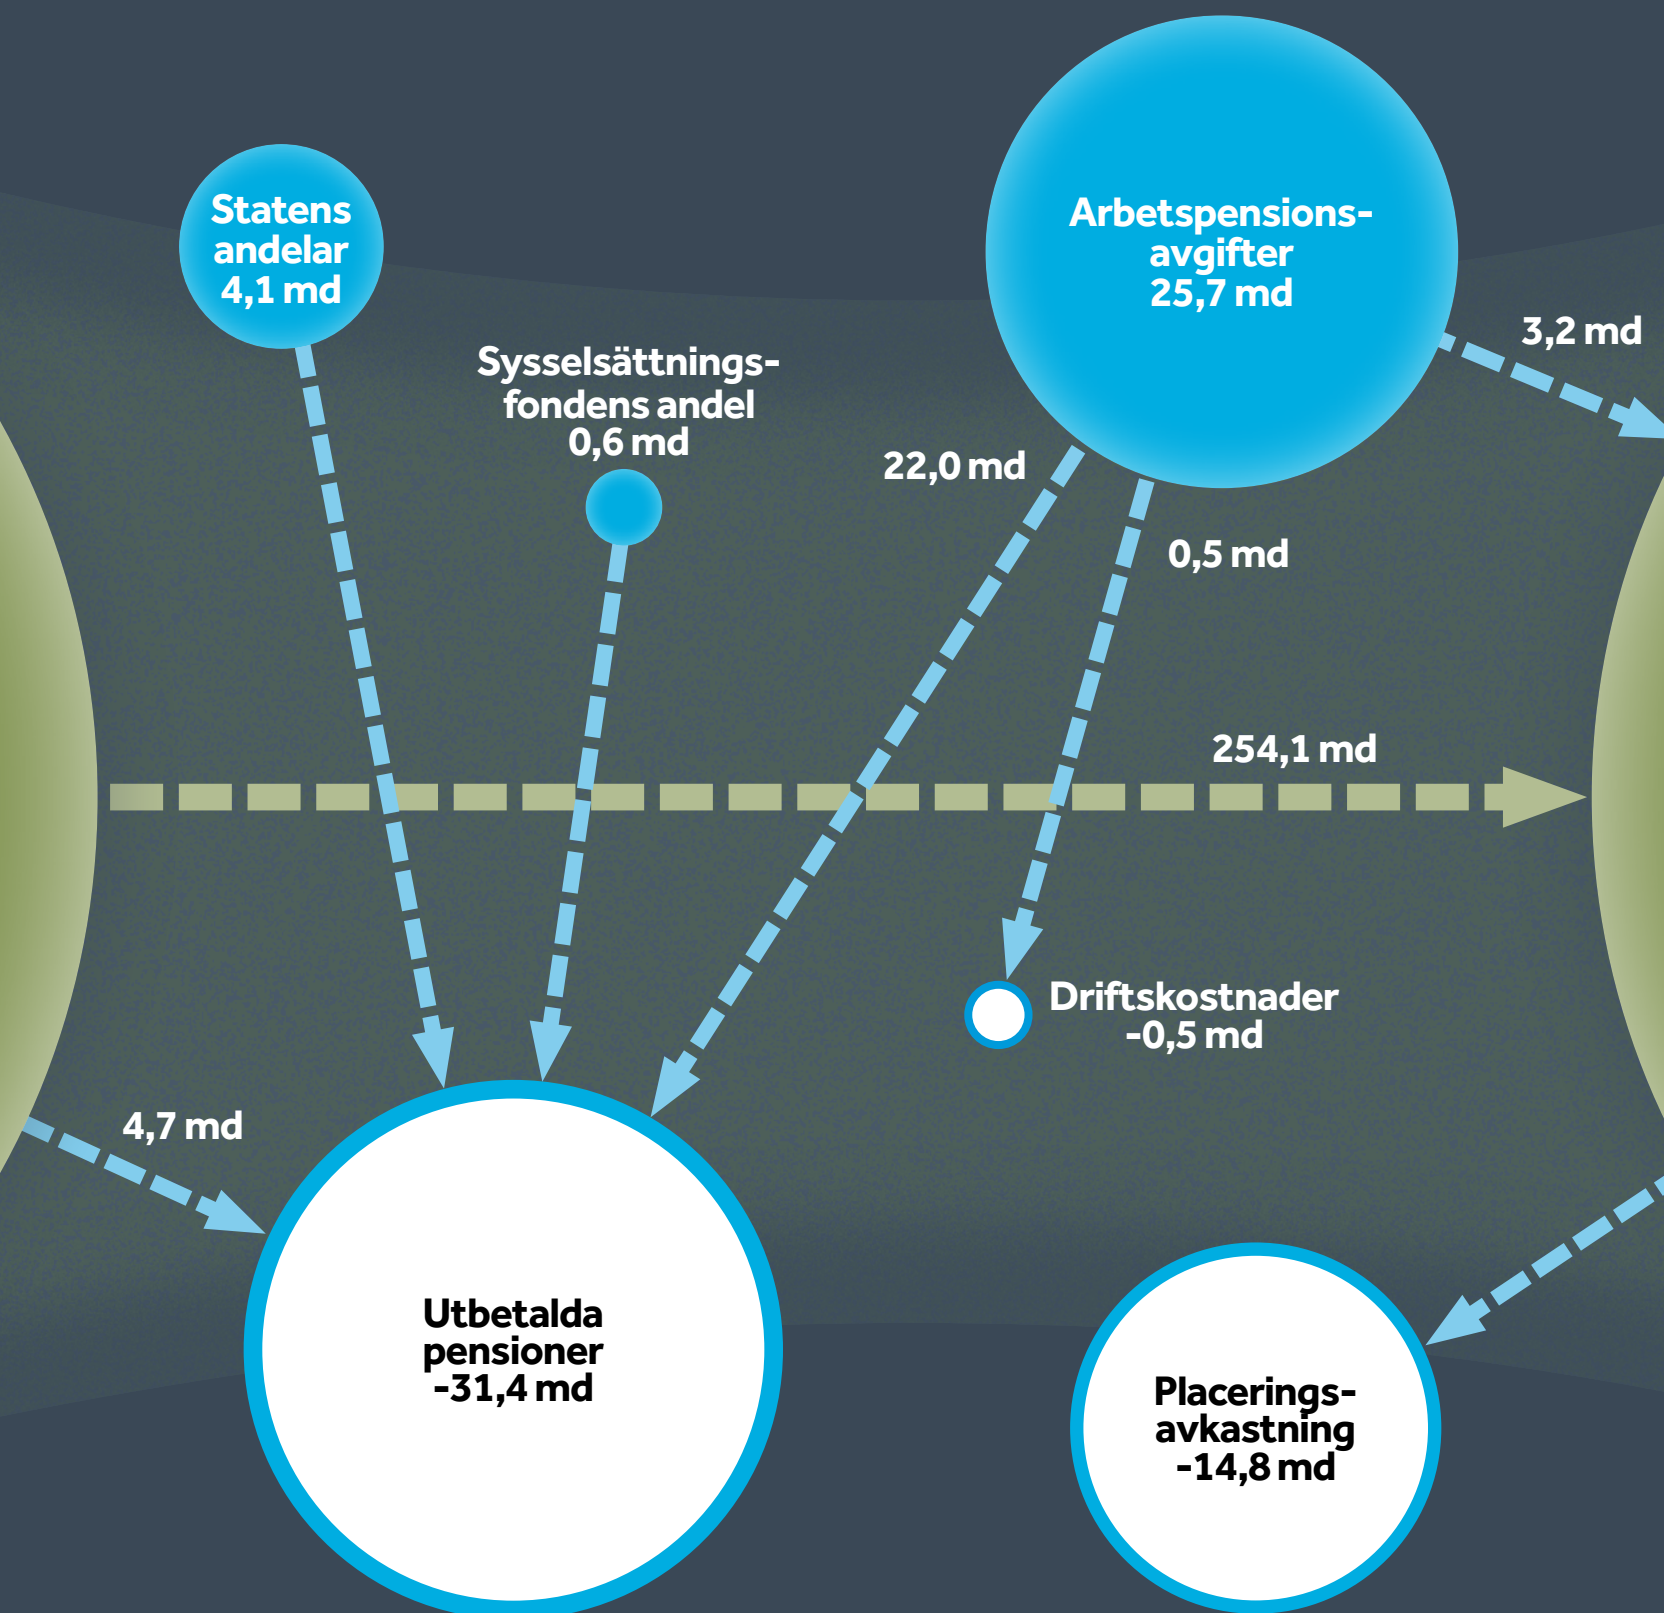 Statens
andelar
4,1 md
Arbetspensions-
avgifter
25,7 md
3,2 md
Sysselsättnings-
fondens andel
0,6 md
22,0 md
0,5 md
254,1 md
Driftskostnader
-0,5 md
4,7 md
Utbetalda
pensioner
-31,4 md
Placerings-
avkastning
-14,8 md